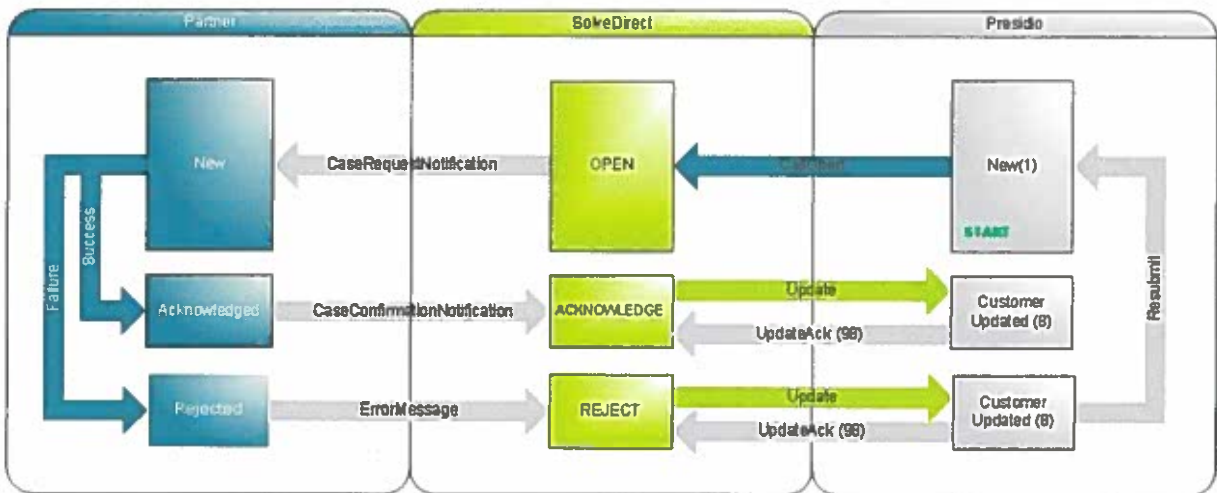 Partner
SolveDirect
Presidio
New
CaseRequestNotification
OPEN
New(1)
START
Success
Failure
Acknowledged
CaseConfirmationNotification
ACKNOWLEDGE
Update
UpdateAck (98)
Customer
Updated (8)
Resubmit
Rejected
ErrorMessage
REJECT
Update
UpdateAck (98)
Customer
Updated (8)